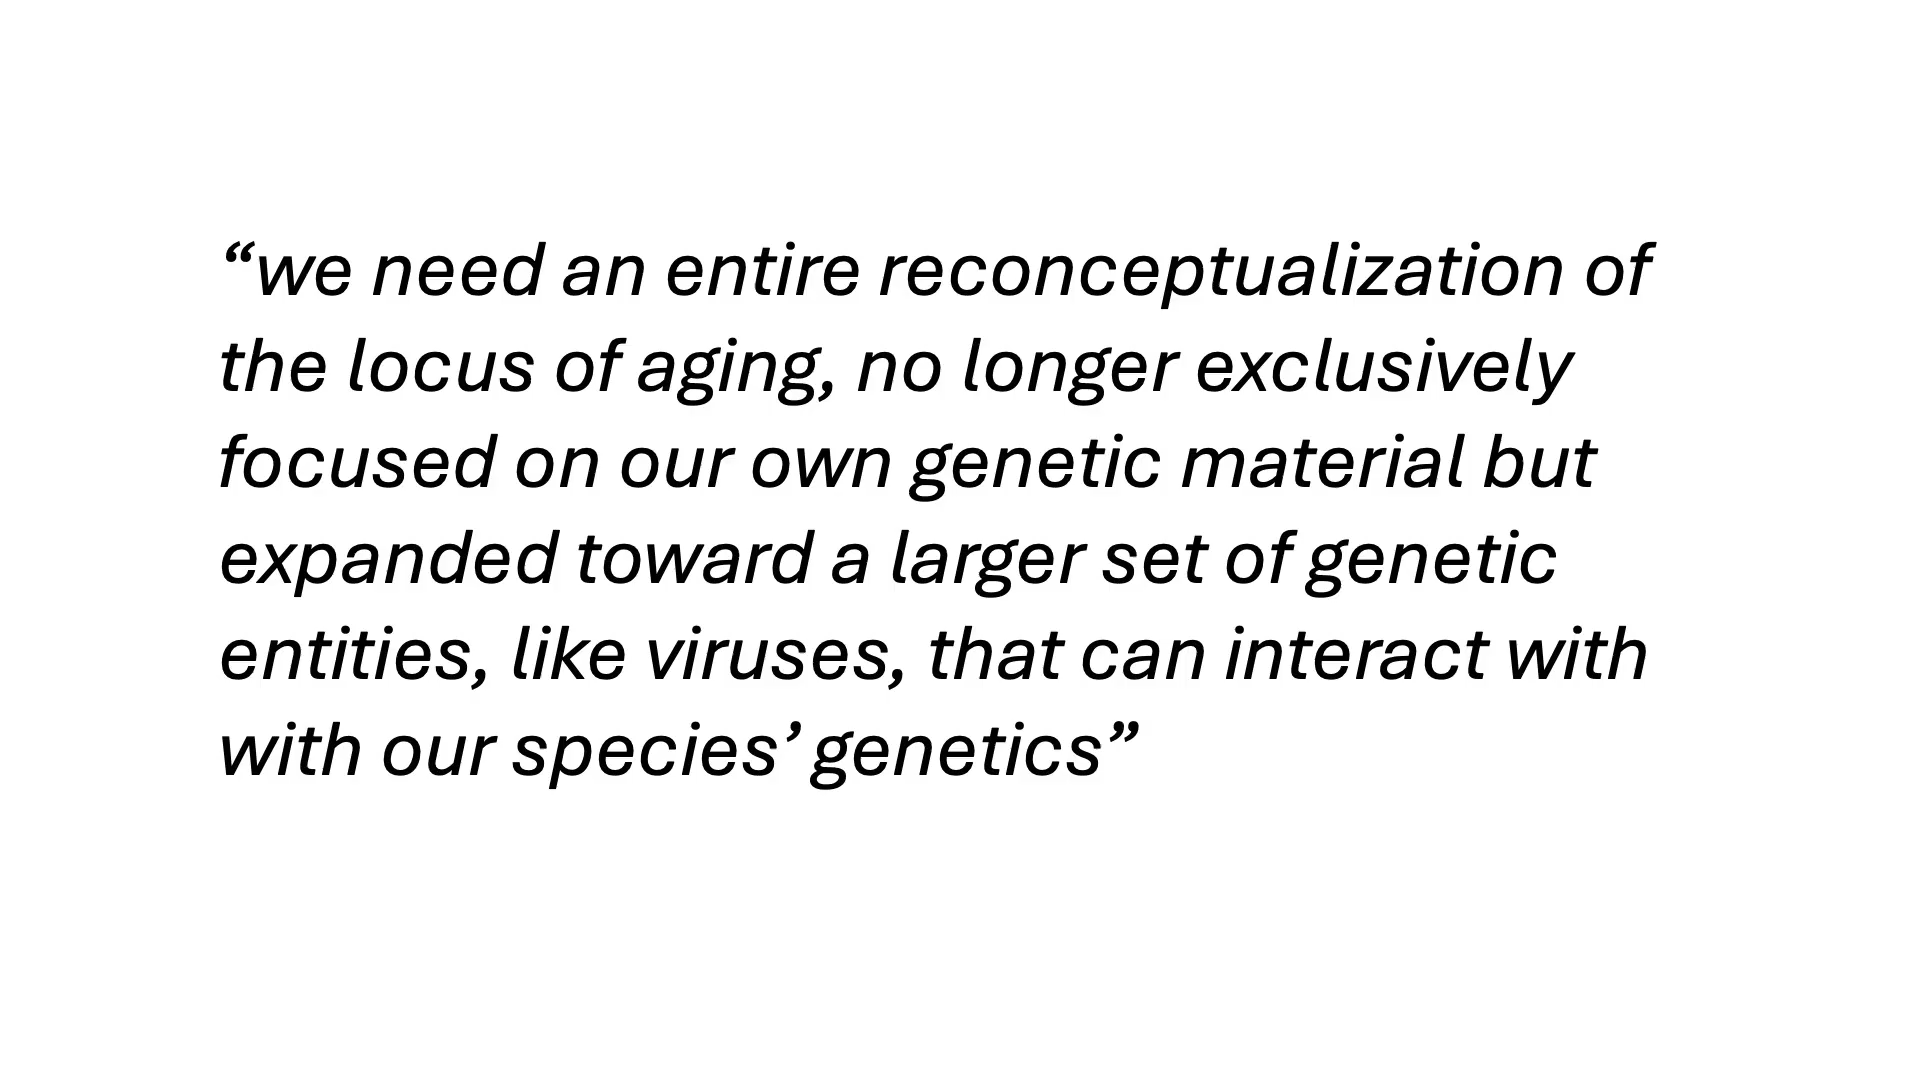 “we need an entire reconceptualization of
the locus of aging, no longer exclusively
focused on our own genetic material but
expanded toward a larger set of genetic
entities, like viruses, that can interact with
with our species’ genetics”